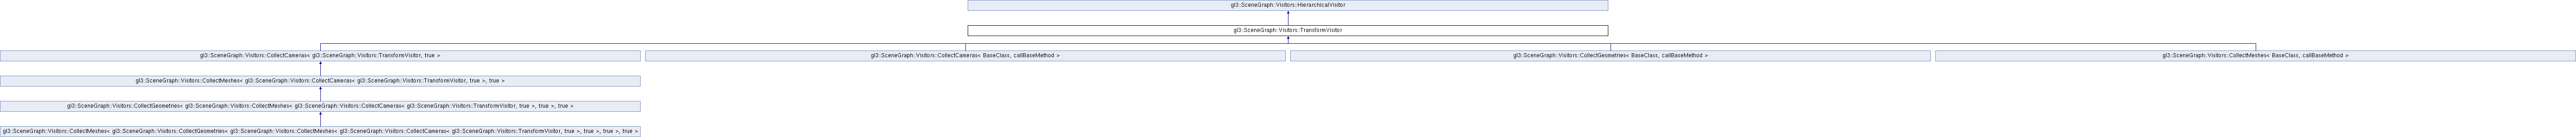 gl3::SceneGraph::Visitors::HierarchicalVisitor
gl3::SceneGraph::Visitors::TransformVisitor
gl3::SceneGraph::Visitors::CollectCameras< gl3::SceneGraph::Visitors::TransformVisitor, true >
gl3::SceneGraph::Visitors::CollectCameras< BaseClass, callBaseMethod >
gl3::SceneGraph::Visitors::CollectGeometries< BaseClass, callBaseMethod >
gl3::SceneGraph::Visitors::CollectMeshes< BaseClass, callBaseMethod >
gl3::SceneGraph::Visitors::CollectMeshes< gl3::SceneGraph::Visitors::CollectCameras< gl3::SceneGraph::Visitors::TransformVisitor, true >, true >
gl3::SceneGraph::Visitors::CollectGeometries< gl3::SceneGraph::Visitors::CollectMeshes< gl3::SceneGraph::Visitors::CollectCameras< gl3::SceneGraph::Visitors::TransformVisitor, true >, true >, true >
gl3::SceneGraph::Visitors::CollectMeshes< gl3::SceneGraph::Visitors::CollectGeometries< gl3::SceneGraph::Visitors::CollectMeshes< gl3::SceneGraph::Visitors::CollectCameras< gl3::SceneGraph::Visitors::TransformVisitor, true >, true >, true >, true >